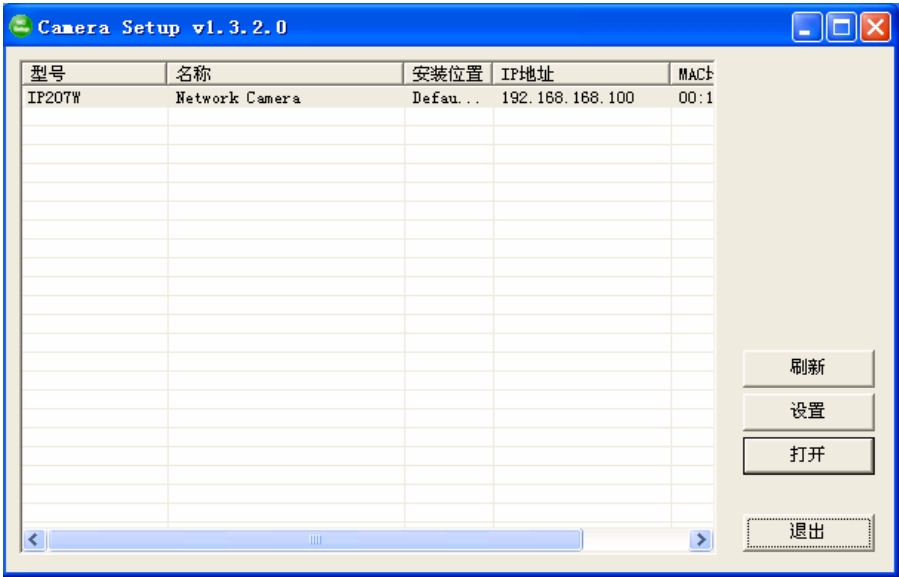 Camera Setup v1.3.2.0
型号 名称 安装位置 IP地址 MAC
IP207W Network Camera Defau... 192.168.168.100 00:1
刷新
设置
打开
退出